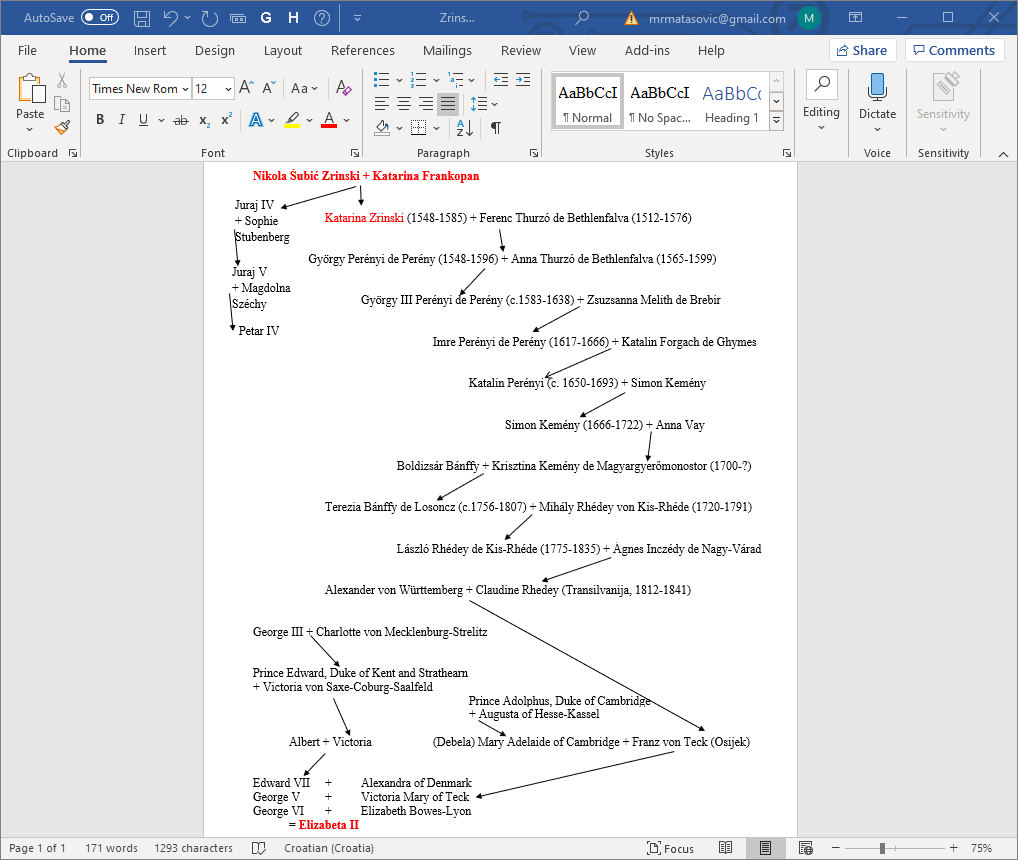 AutoSave Off G H ? Zrins... mrmatasovic@gmail.com M
File Home Insert Design Layout References Mailings Review View Add-ins Help Share Comments
Times New Rom 12 A A Aa A
Paste B I U ab x2 x2 A A
AaBbCcI AaBbCcI AaBbCc
¶ Normal ¶ No Spac... Heading 1
Editing Dictate Sensitivity
Clipboard Font Paragraph Styles Voice Sensitivity
Nikola Šubić Zrinski + Katarina Frankopan
Juraj IV
+ Sophie
Stubenberg
Katarina Zrinski (1548-1585) + Ferenc Thurzó de Bethlenfalva (1512-1576)
György Perényi de Perény (1548-1596) + Anna Thurzó de Bethlenfalva (1565-1599)
Juraj V
+ Magdolna
Széchy
György III Perényi de Perény (c.1583-1638) + Zsuzsanna Melith de Brebir
Petar IV
Imre Perényi de Perény (1617-1666) + Katalin Forgach de Ghymes
Katalin Perényi (c. 1650-1693) + Simon Kemény
Simon Kemény (1666-1722) + Anna Vay
Boldizsár Bánffy + Krisztina Kemény de Magyargyerőmonostor (1700-?)
Terezia Bánffy de Losoncz (c.1756-1807) + Mihály Rhédey von Kis-Rhéde (1720-1791)
László Rhédey de Kis-Rhéde (1775-1835) + Ágnes Inczédy de Nagy-Várad
Alexander von Württemberg + Claudine Rhedey (Transilvanija, 1812-1841)
George III + Charlotte von Mecklenburg-Strelitz
Prince Edward, Duke of Kent and Strathearn
+ Victoria von Saxe-Coburg-Saalfeld
Prince Adolphus, Duke of Cambridge
+ Augusta of Hesse-Kassel
Albert + Victoria
(Debela) Mary Adelaide of Cambridge + Franz von Teck (Osijek)
Edward VII + Alexandra of Denmark
George V + Victoria Mary of Teck
George VI + Elizabeth Bowes-Lyon
= Elizabeta II
Page 1 of 1 171 words 1293 characters Croatian (Croatia) Focus 75%